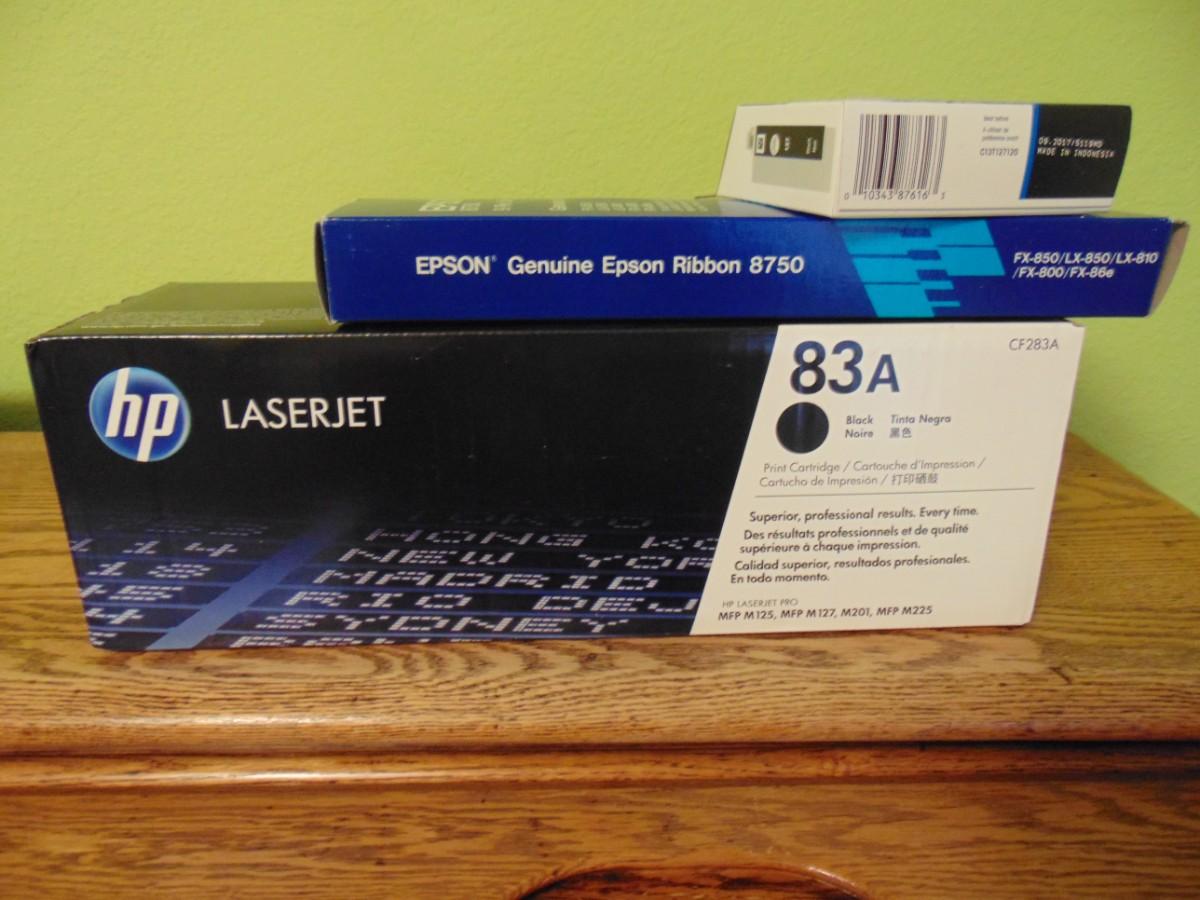 Best before
C13T127120
09.2017/5119MD
MADE IN INDONESIA
0 10343 87616 3
EPSON® Genuine Epson Ribbon 8750
FX-850/LX-850/LX-810
/FX-800/FX-86e
hp
LASERJET
83A
CF283A
Black Tinta Negra
Noire 黑色
Print Cartridge / Cartouche d'Impression /
Cartucho de Impresión / 打印硒鼓
Superior, professional results. Every time.
Des résultats professionnels et de qualité
supérieure à chaque impression.
Calidad superior, resultados profesionales.
En todo momento.
HP LASERJET PRO
MFP M125, MFP M127, M201, MFP M225